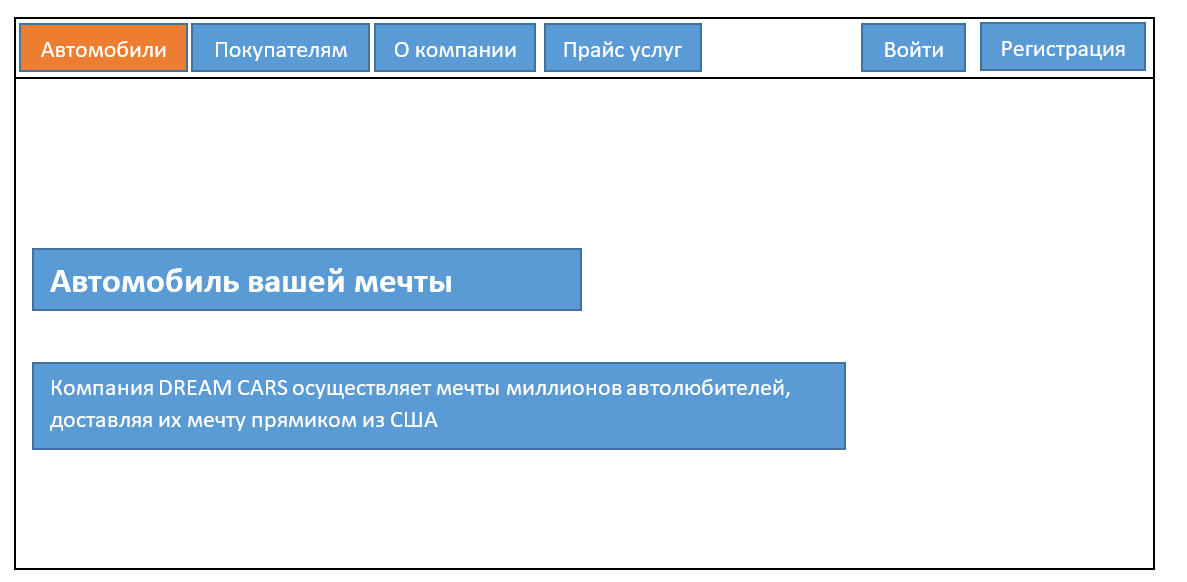 Автомобили
Покупателям
О компании
Прайс услуг
Войти
Регистрация
Автомобиль вашей мечты
Компания DREAM CARS осуществляет мечты миллионов автолюбителей,
доставляя их мечту прямиком из США